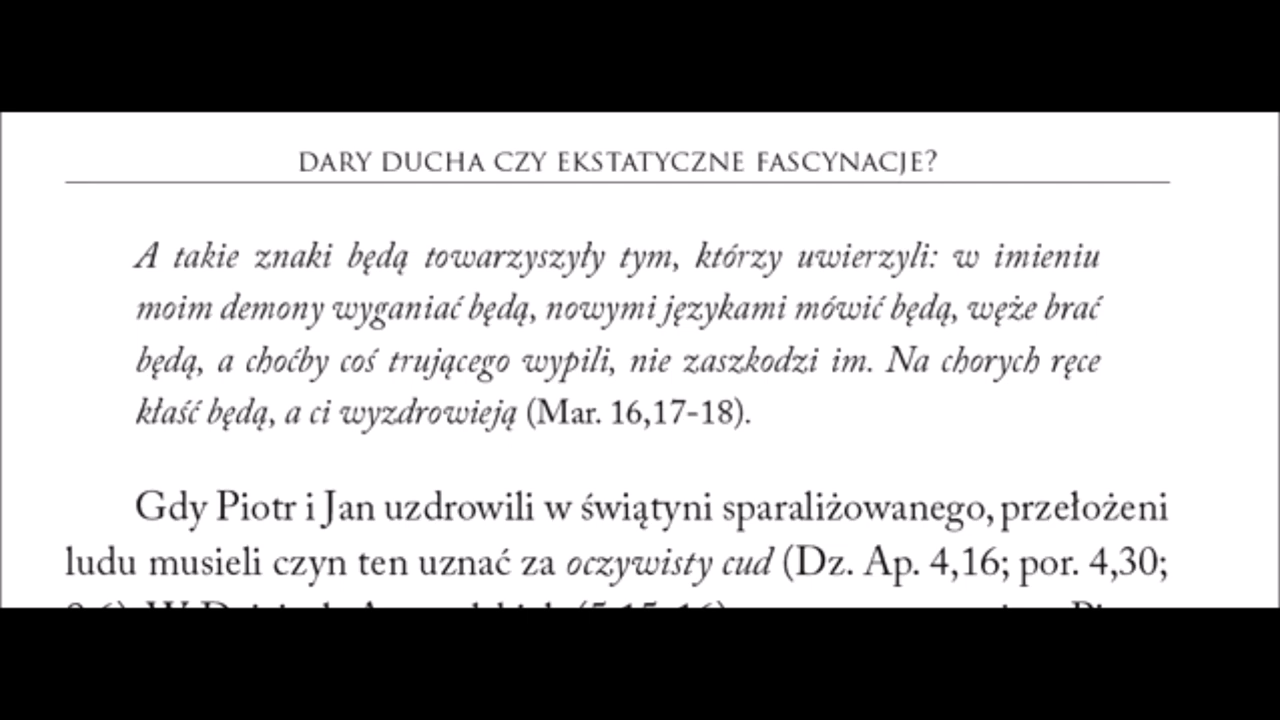 DARY DUCHA CZY EKSTATYCZNE FASCYNACJE?
A takie znaki będą towarzyszyły tym, którzy uwierzyli: w imieniu
moim demony wyganiać będą, nowymi językami mówić będą, węże brać
będą, a choćby coś trującego wypili, nie zaszkodzi im. Na chorych ręce
kłaść będą, a ci wyzdrowieją (Mar. 16,17-18).
Gdy Piotr i Jan uzdrowili w świątyni sparaliżowanego, przełożeni
ludu musieli czyn ten uznać za oczywisty cud (Dz. Ap. 4,16; por. 4,30;